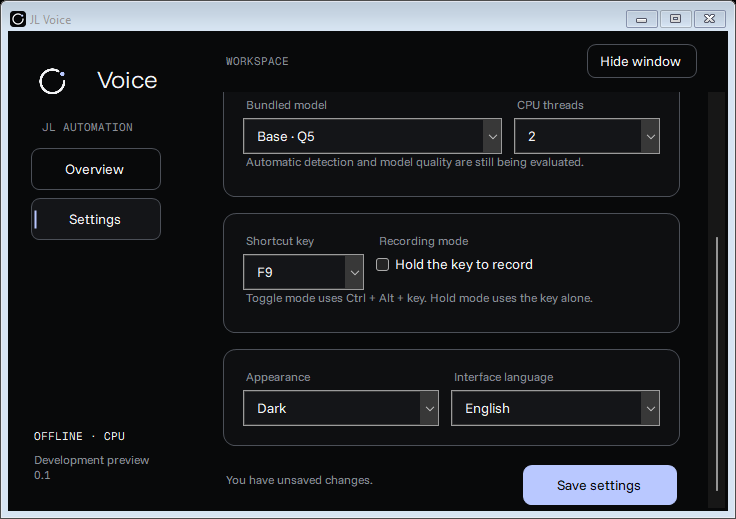 JL Voice
Voice
JL AUTOMATION
Overview
Settings
OFFLINE · CPU
Development preview
0.1
WORKSPACE
Hide window
Bundled model
CPU threads
Base · Q5
2
Automatic detection and model quality are still being evaluated.
Shortcut key
Recording mode
F9
Hold the key to record
Toggle mode uses Ctrl + Alt + key. Hold mode uses the key alone.
Appearance
Interface language
Dark
English
You have unsaved changes.
Save settings